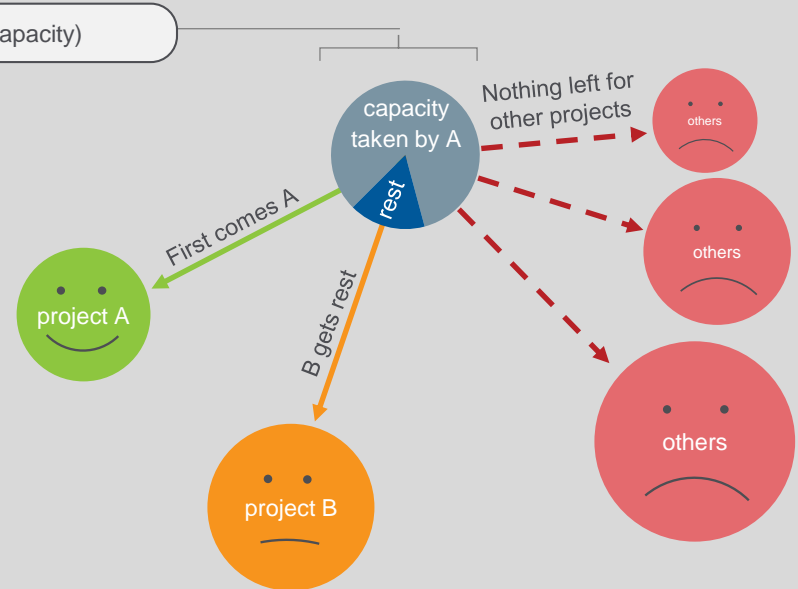 apacity)
capacity
taken by A
rest
Nothing left for
other projects
others
First comes A
others
project A
B gets rest
others
project B